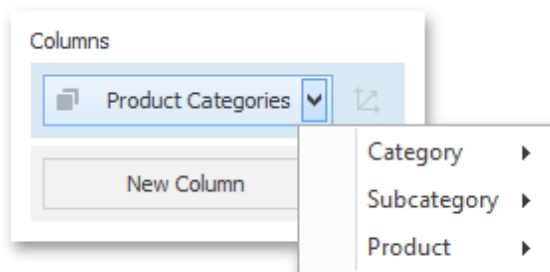 Columns
Product Categories
New Column
Category
Subcategory
Product